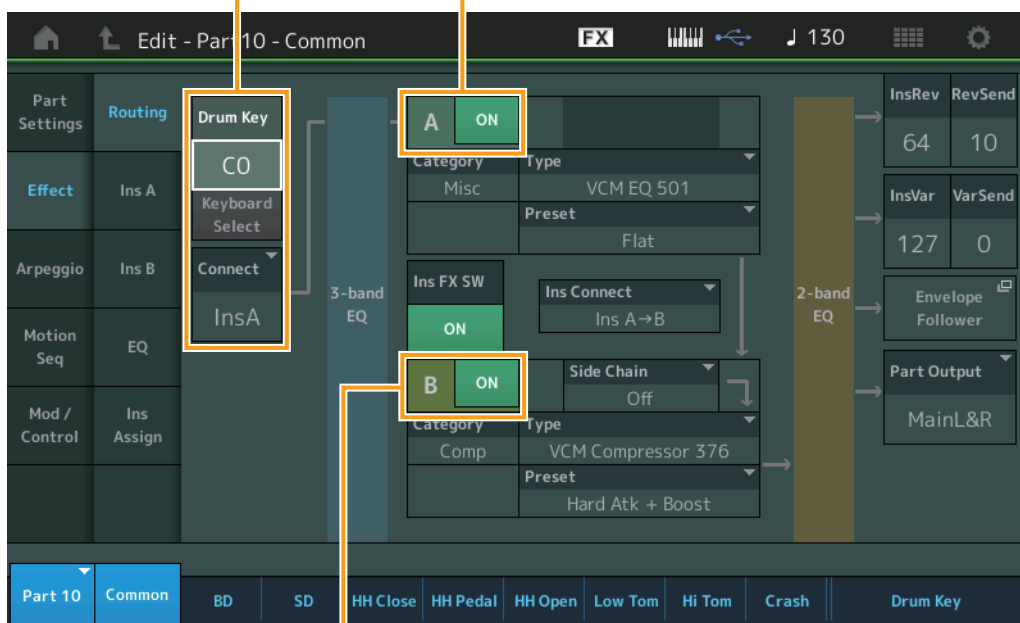 Edit - Part10 - Common
FX
♩ 130
Part Settings
Effect
Arpeggio
Motion Seq
Mod / Control
Routing
Ins A
Ins B
EQ
Ins Assign
Drum Key
C0
Keyboard Select
Connect
InsA
3-band EQ
A
ON
Category
Misc
Type
VCM EQ 501
Preset
Flat
Ins FX SW
ON
Ins Connect
Ins A→B
B
ON
Side Chain
Off
Category
Comp
Type
VCM Compressor 376
Preset
Hard Atk + Boost
2-band EQ
InsRev
RevSend
64
10
InsVar
VarSend
127
0
Envelope Follower
Part Output
MainL&R
Part 10
Common
BD
SD
HH Close
HH Pedal
HH Open
Low Tom
Hi Tom
Crash
Drum Key